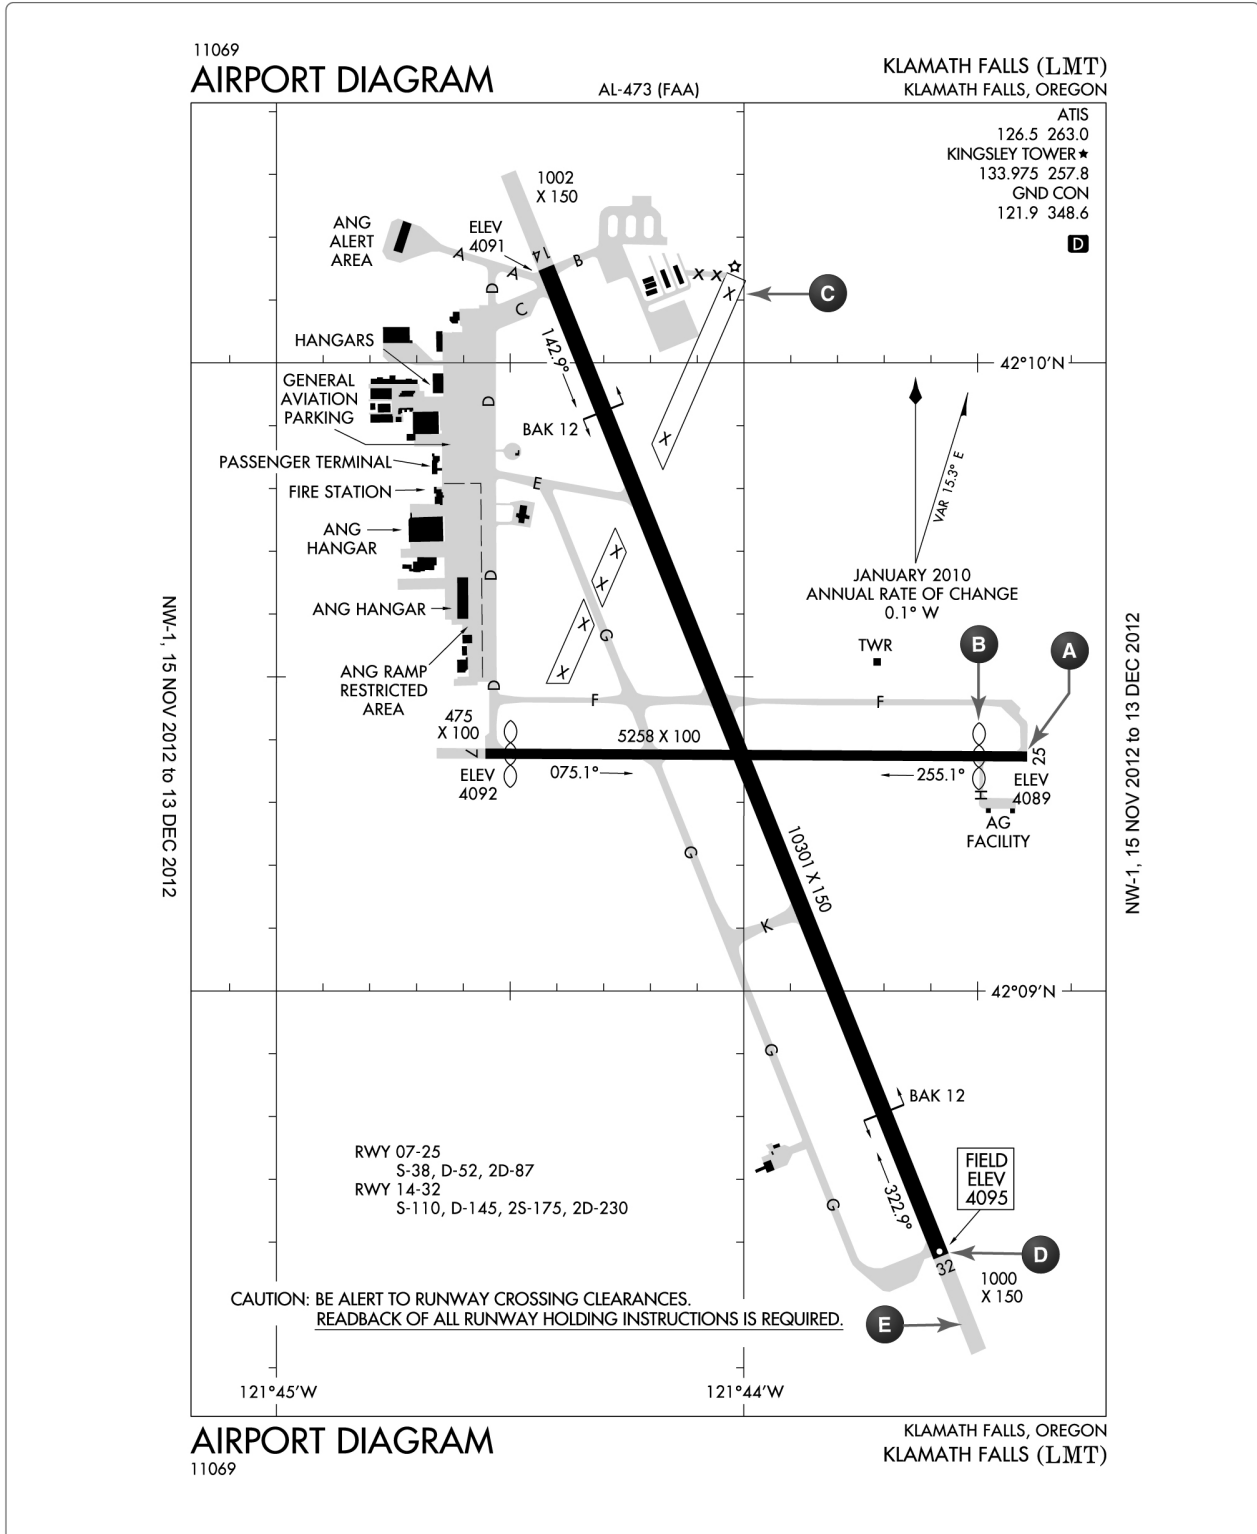 11069
AIRPORT DIAGRAM
AL-473 (FAA)
KLAMATH FALLS (LMT)
KLAMATH FALLS, OREGON
ATIS
126.5 263.0
KINGSLEY TOWER★
133.975 257.8
GND CON
121.9 348.6
D
1002
X 150
ANG
ALERT
AREA
ELEV
4091
14
A
A
B
D
C
X X
X
C
HANGARS
142.9°
42°10'N
GENERAL
AVIATION
PARKING
D
BAK 12
X
PASSENGER TERMINAL
E
FIRE STATION
VAR 15.3° E
ANG
HANGAR
X
X
D
JANUARY 2010
ANNUAL RATE OF CHANGE
0.1° W
ANG HANGAR
X
G
TWR
B
A
X
ANG RAMP
RESTRICTED
AREA
D
F
F
475
X 100
5258 X 100
7
25
ELEV
4092
075.1°
255.1°
ELEV
4089
H
AG
FACILITY
G
10301 X 150
K
42°09'N
G
BAK 12
RWY 07-25
S-38, D-52, 2D-87
RWY 14-32
S-110, D-145, 2S-175, 2D-230
FIELD
ELEV
4095
G
322.9°
D
32
1000
X 150
CAUTION: BE ALERT TO RUNWAY CROSSING CLEARANCES.
READBACK OF ALL RUNWAY HOLDING INSTRUCTIONS IS REQUIRED.
E
121°45'W
121°44'W
NW-1, 15 NOV 2012 to 13 DEC 2012
NW-1, 15 NOV 2012 to 13 DEC 2012
AIRPORT DIAGRAM
11069
KLAMATH FALLS, OREGON
KLAMATH FALLS (LMT)